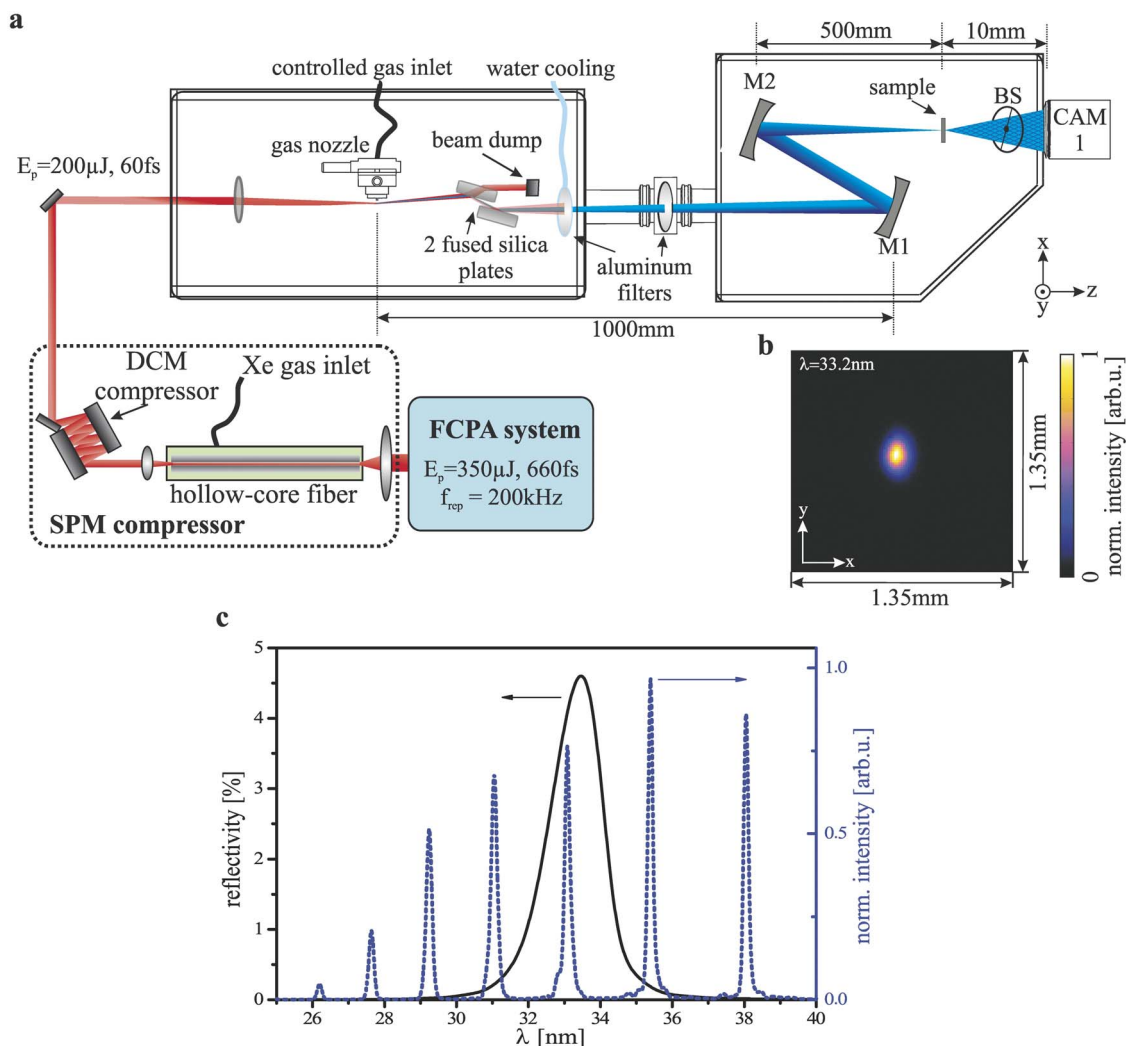 a
500mm
10mm
controlled gas inlet
water cooling
M2
sample
BS
CAM
1
gas nozzle
beam dump
Ep=200μJ, 60fs
2 fused silica
plates
aluminum
filters
M1
x
y
z
1000mm
DCM
compressor
Xe gas inlet
hollow-core fiber
SPM compressor
FCPA system
Ep=350μJ, 660fs
frep = 200kHz
b
λ=33.2nm
y
x
1.35mm
1.35mm
1
0
norm. intensity [arb.u.]
c
5
4
3
2
1
0
reflectivity [%]
1.0
0.5
0.0
norm. intensity [arb.u.]
26 28 30 32 34 36 38 40
λ [nm]